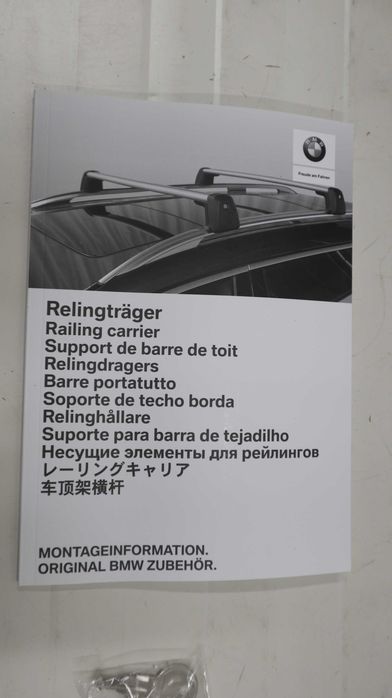 BMW
Freude am Fahren
Relingträger
Railing carrier
Support de barre de toit
Relingdragers
Barre portatutto
Soporte de techo borda
Relinghållare
Suporte para barra de tejadilho
Несущие элементы для рейлингов
レーリングキャリア
车顶架横杆
MONTAGEINFORMATION.
ORIGINAL BMW ZUBEHÖR.